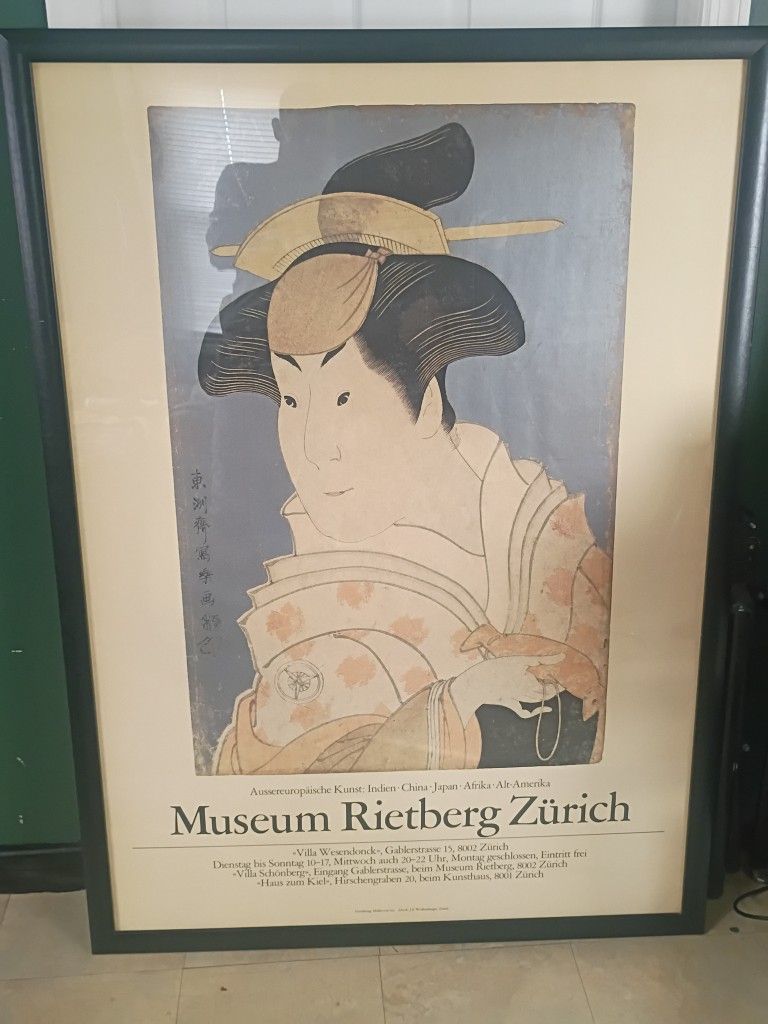 東洲齋寫樂画
Aussereuropäische Kunst: Indien · China · Japan · Afrika · Alt-Amerika
Museum Rietberg Zürich
«Villa Wesendonck», Gablerstrasse 15, 8002 Zürich
Dienstag bis Sonntag 10–17, Mittwoch auch 20–22 Uhr, Montag geschlossen, Eintritt frei
«Villa Schönberg», Eingang Gablerstrasse, beim Museum Rietberg, 8002 Zürich
«Haus zum Kiel», Hirschengraben 20, beim Kunsthaus, 8001 Zürich